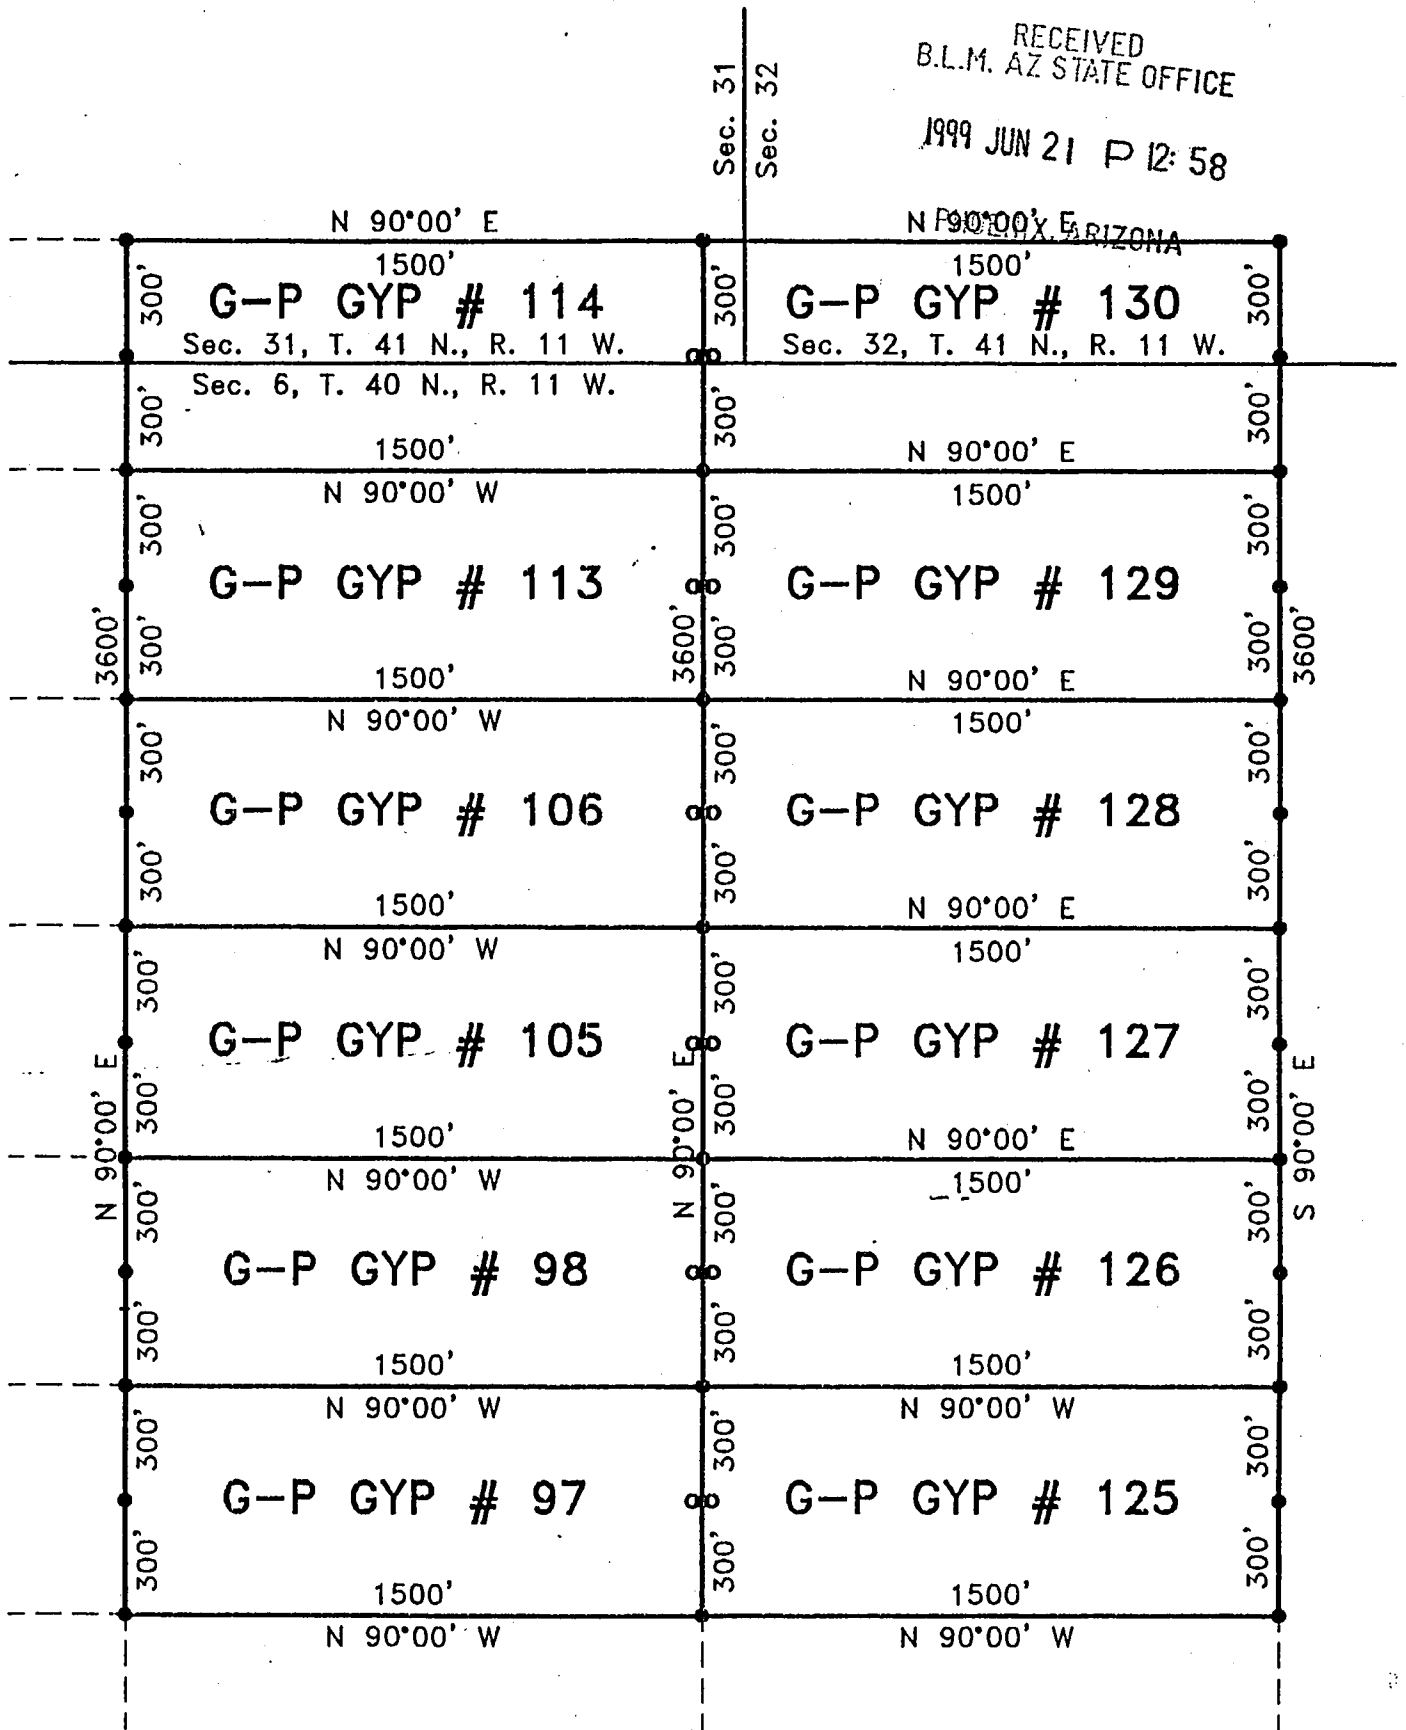 RECEIVED
B.L.M. AZ STATE OFFICE
1999 JUN 21 P 12: 58
PHOENIX, ARIZONA
Sec. 31
Sec. 32
N 90°00' E
N 90°00' E
1500'
1500'
300'
G-P GYP # 114
300'
G-P GYP # 130
300'
Sec. 31, T. 41 N., R. 11 W.
Sec. 32, T. 41 N., R. 11 W.
Sec. 6, T. 40 N., R. 11 W.
300'
300'
300'
1500'
N 90°00' E
N 90°00' W
1500'
300'
300'
300'
G-P GYP # 113
G-P GYP # 129
3600'
300'
3600'
300'
300'
3600'
1500'
N 90°00' E
N 90°00' W
1500'
300'
300'
300'
G-P GYP # 106
G-P GYP # 128
300'
300'
300'
1500'
N 90°00' E
N 90°00' W
1500'
300'
300'
300'
G-P GYP # 105
G-P GYP # 127
N 90°00' E
300'
N 90°00' E
300'
300'
S 90°00' E
1500'
N 90°00' E
N 90°00' W
1500'
300'
300'
300'
G-P GYP # 98
G-P GYP # 126
300'
300'
300'
1500'
1500'
N 90°00' W
N 90°00' W
300'
300'
300'
G-P GYP # 97
G-P GYP # 125
300'
300'
300'
1500'
1500'
N 90°00' W
N 90°00' W